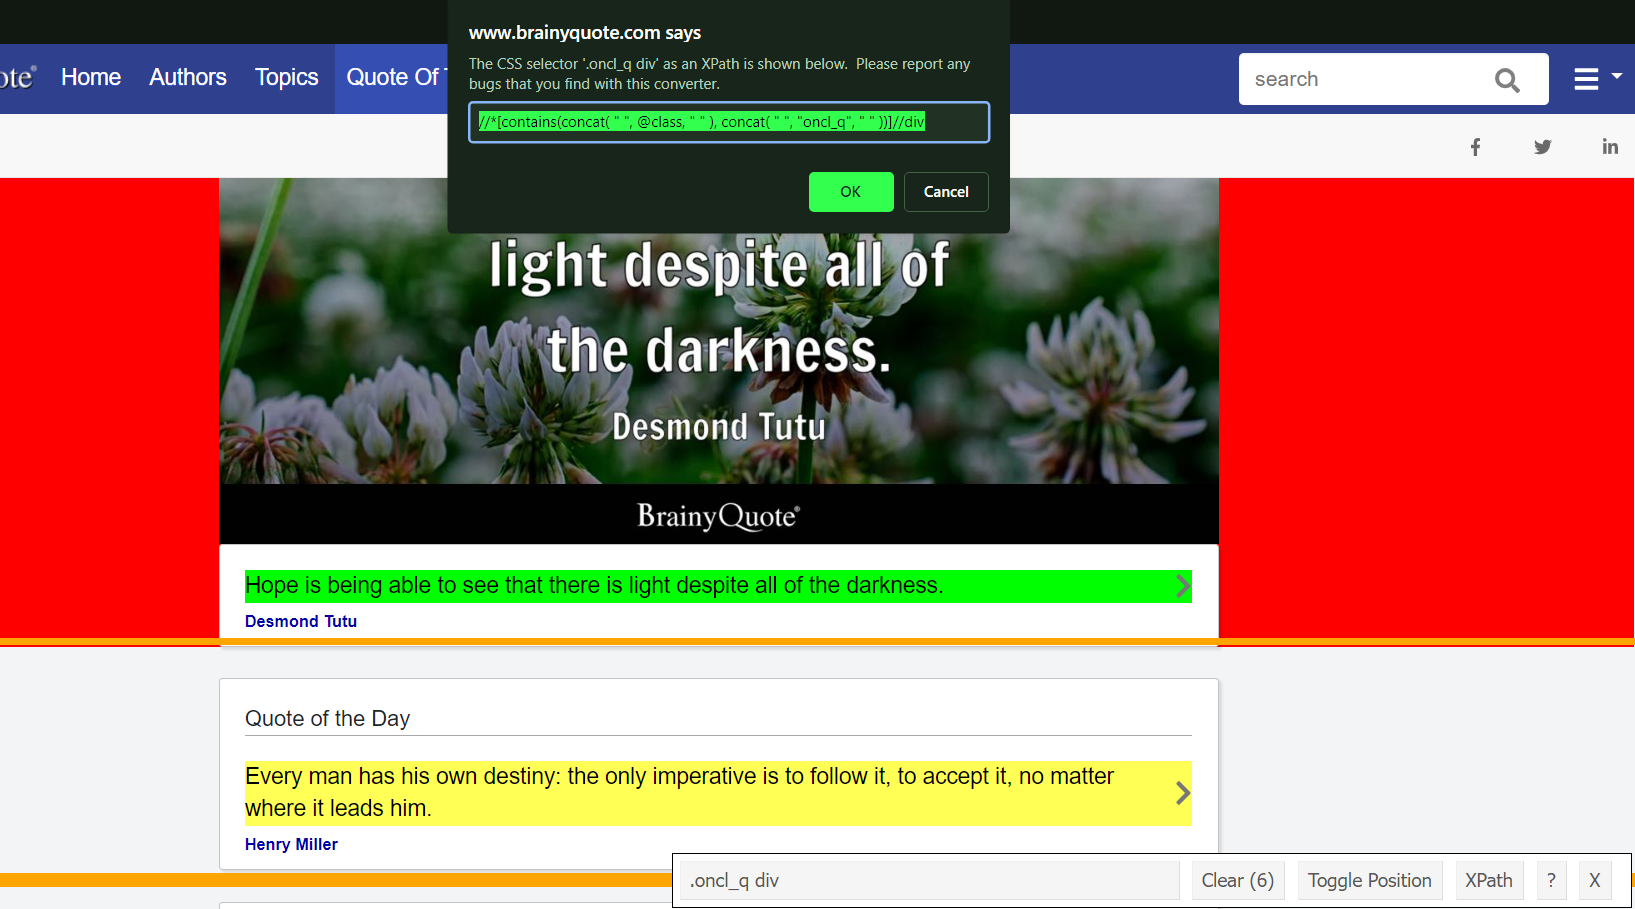 www.brainyquote.com says
The CSS selector '.oncl_q div' as an XPath is shown below.  Please report any
bugs that you find with this converter.
//*[contains(concat( " ", @class, " " ), concat( " ", "oncl_q", " " ))]//div
OK
Cancel
Home
Authors
Topics
Quote Of
search
light despite all of
the darkness.
Desmond Tutu
BrainyQuote®
Hope is being able to see that there is light despite all of the darkness.
Desmond Tutu
Quote of the Day
Every man has his own destiny: the only imperative is to follow it, to accept it, no matter
where it leads him.
Henry Miller
.oncl_q div
Clear (6)
Toggle Position
XPath
?
X